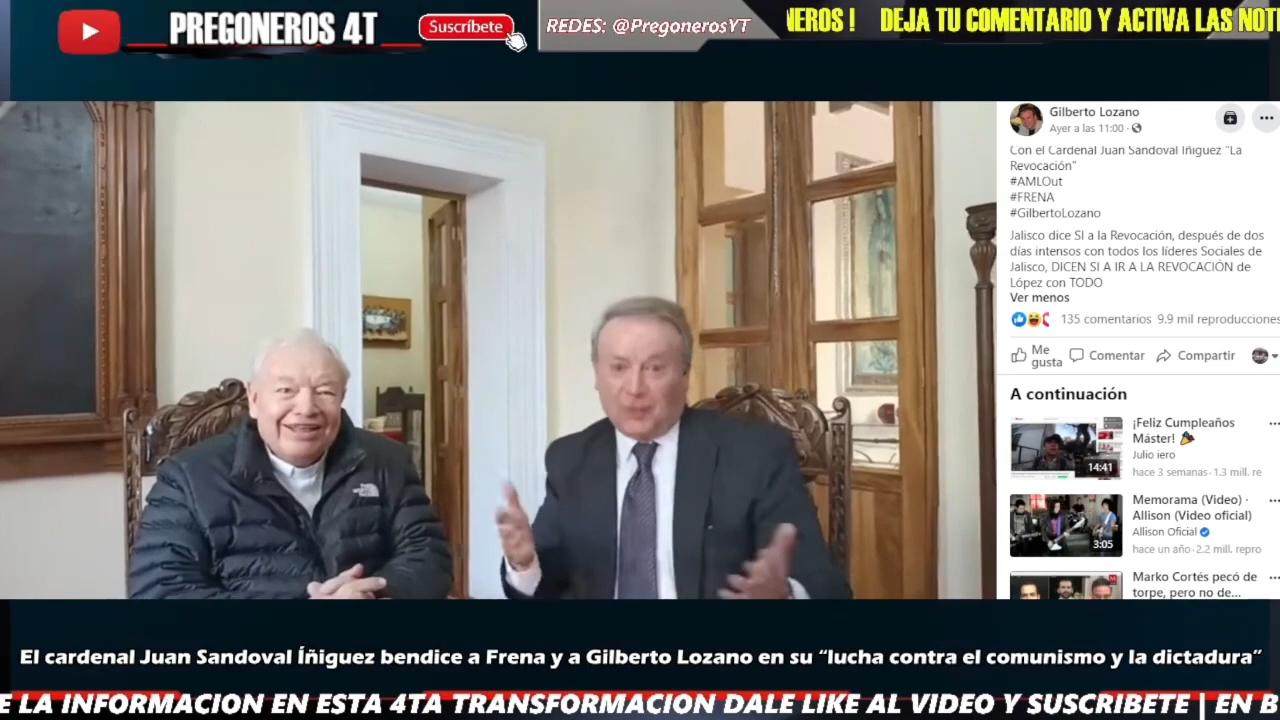 PREGONEROS 4T
Suscríbete
REDES: @PregonerosYT
NEROS ! DEJA TU COMENTARIO Y ACTIVA LAS NOTI
Gilberto Lozano
Ayer a las 11:00 ·
Con el Cardenal Juan Sandoval Iñiguez "La
Revocación"
#AMLOut
#FRENA
#GilbertoLozano
Jalisco dice SI a la Revocación, después de dos
días intensos con todos los líderes Sociales de
Jalisco, DICEN SI A IR A LA REVOCACIÓN de
López con TODO
Ver menos
135 comentarios 9.9 mil reproducciones
Me gusta
Comentar
Compartir
A continuación
¡Feliz Cumpleaños
Máster!
Julio iero
hace 3 semanas · 1.3 mill. re
14:41
Memorama (Video) ·
Allison (Video oficial)
Allison Oficial
hace un año · 2.2 mill. repro
3:05
Marko Cortés pecó de
torpe, pero no de...
THE NORTH FACE
El cardenal Juan Sandoval Íñiguez bendice a Frena y a Gilberto Lozano en su “lucha contra el comunismo y la dictadura”
E LA INFORMACION EN ESTA 4TA TRANSFORMACION DALE LIKE AL VIDEO Y SUSCRIBETE | EN B